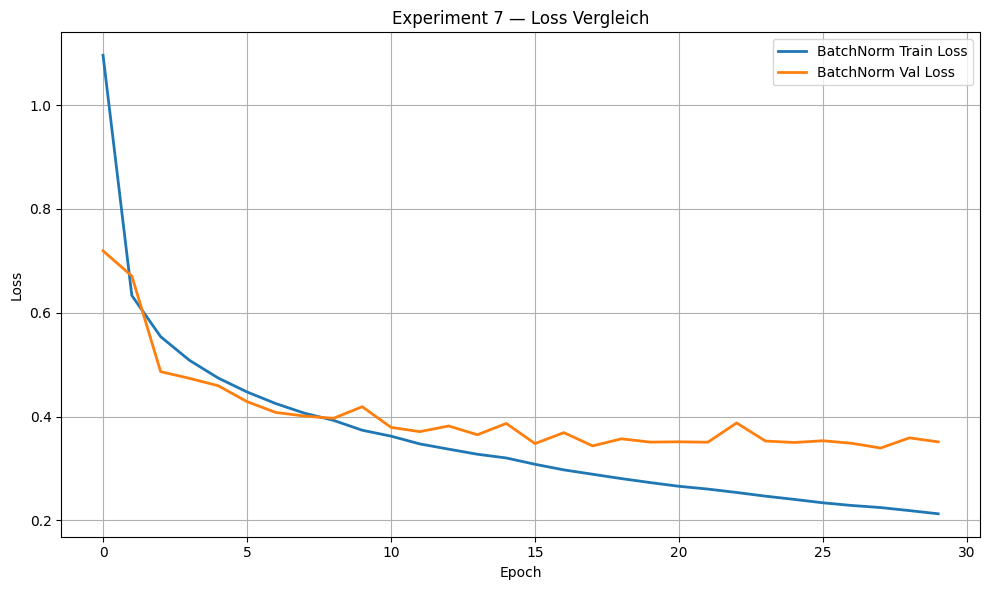 Experiment 7 — Loss Vergleich
BatchNorm Train Loss
BatchNorm Val Loss
Loss
1.0
0.8
0.6
0.4
0.2
0 5 10 15 20 25 30
Epoch